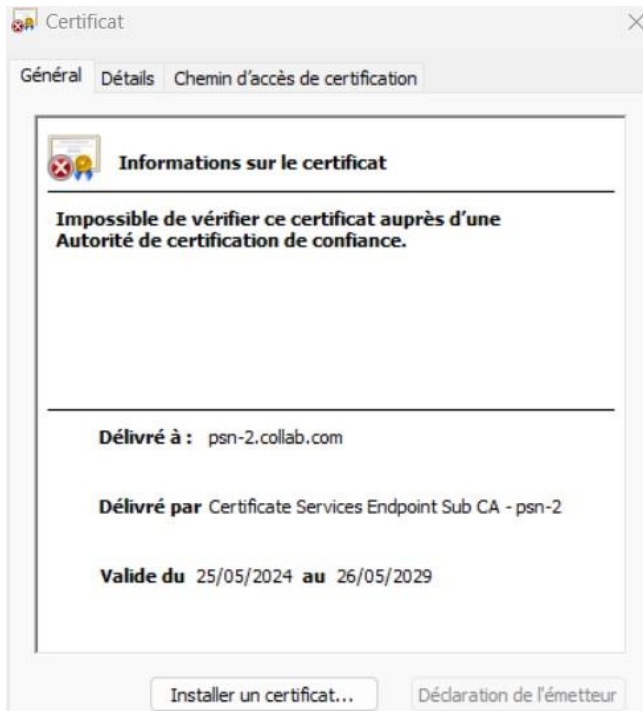 Certificat
Général Détails Chemin d'accès de certification
Informations sur le certificat
Impossible de vérifier ce certificat auprès d'une
Autorité de certification de confiance.
Délivré à : psn-2.collab.com
Délivré par Certificate Services Endpoint Sub CA - psn-2
Valide du 25/05/2024 au 26/05/2029
Installer un certificat... Déclaration de l'émetteur